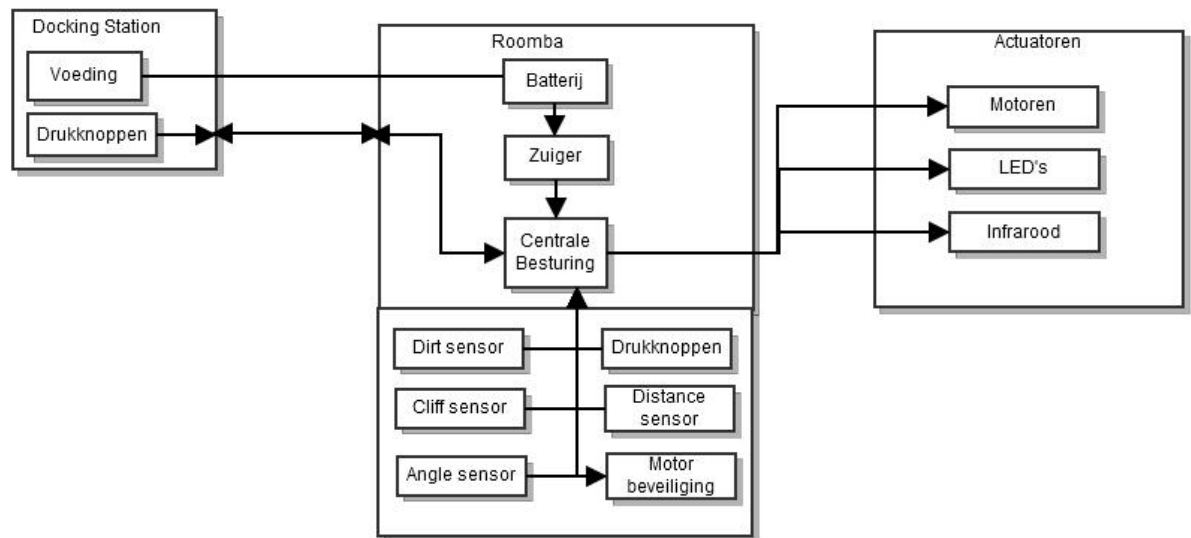 Docking Station
Voeding
Drukknoppen
Roomba
Batterij
Zuiger
Centrale
Besturing
Dirt sensor
Drukknoppen
Cliff sensor
Distance
sensor
Angle sensor
Motor
beveiliging
Actuatoren
Motoren
LED's
Infrarood